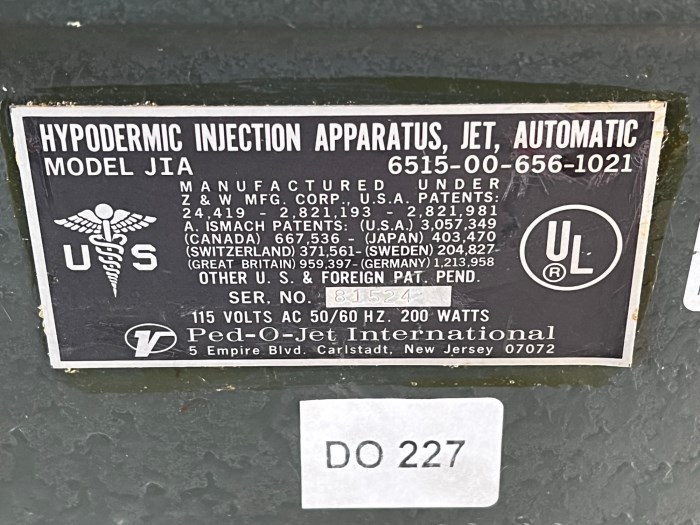 HYPODERMIC INJECTION APPARATUS, JET, AUTOMATIC
MODEL JIA 6515-00-656-1021
MANUFACTURED UNDER
Z & W MFG. CORP., U.S.A. PATENTS:
24,419 - 2,821,193 - 2,821,981
A. ISMACH PATENTS: (U.S.A.) 3,057,349
(CANADA) 667,536 - (JAPAN) 403,470
(SWITZERLAND) 371,561- (SWEDEN) 204,827-
(GREAT BRITAIN) 959,397- (GERMANY) 1,213,958
OTHER U.S. & FOREIGN PAT. PEND.
U S
UL
®
SER. NO. 81524
115 VOLTS AC 50/60 HZ. 200 WATTS
Ped-O-Jet International
5 Empire Blvd. Carlstadt, New Jersey 07072
DO 227